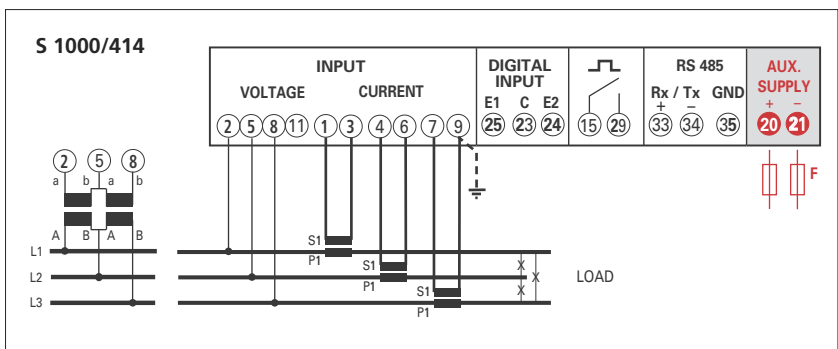 S 1000/414
INPUT
VOLTAGE CURRENT
DIGITAL
INPUT
E1 C E2
RS 485
Rx / Tx GND
+ −
AUX.
SUPPLY
+ −
2 5 8 11 1 3 4 6 7 9 25 23 24 15 29 33 34 35 20 21
F
2 5 8
a b a b
A B A B
L1
L2
L3
S1
P1
S1
P1
S1
P1
X
X
X
LOAD